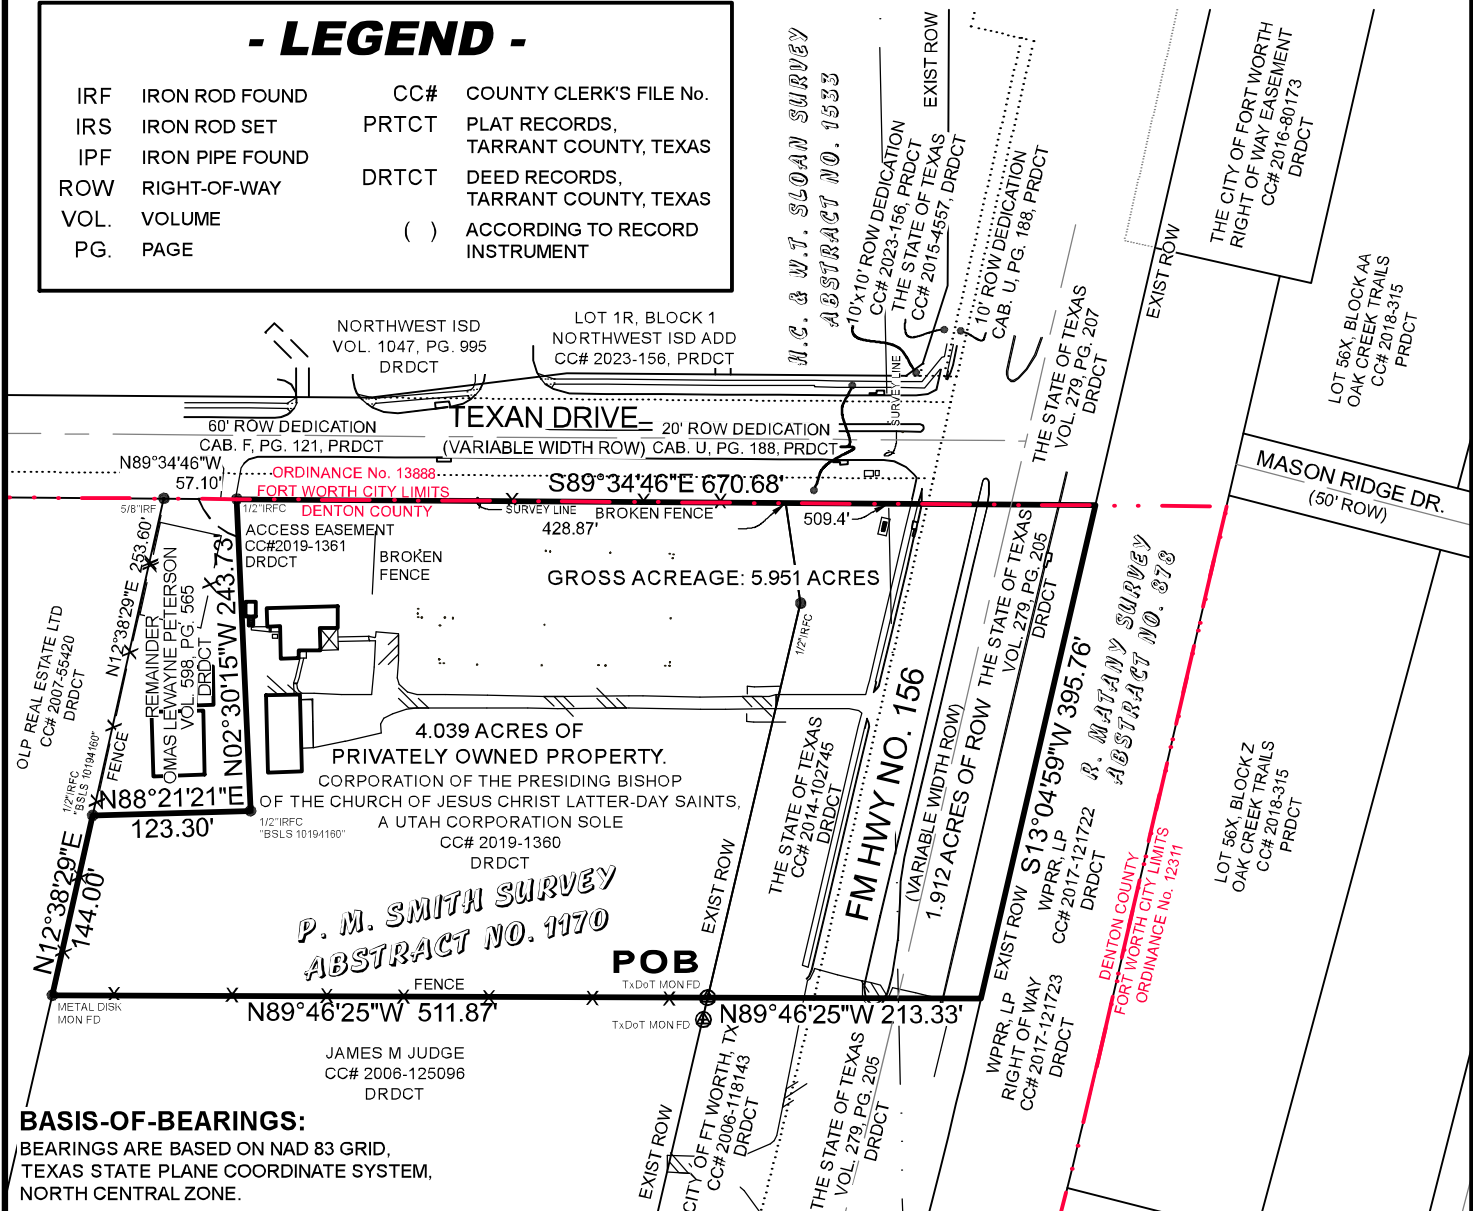 - LEGEND -
IRF IRON ROD FOUND
IRS IRON ROD SET
IPF IRON PIPE FOUND
ROW RIGHT-OF-WAY
VOL. VOLUME
PG. PAGE
CC# COUNTY CLERK'S FILE No.
PRTCT PLAT RECORDS,
TARRANT COUNTY, TEXAS
DRTCT DEED RECORDS,
TARRANT COUNTY, TEXAS
( ) ACCORDING TO RECORD
INSTRUMENT
H.C. & W.T. SLOAN SURVEY
ABSTRACT NO. 1533
EXIST ROW
10'x10' ROW DEDICATION
CC# 2023-156, PRDCT
THE STATE OF TEXAS
CC# 2015-4557, DRDCT
10' ROW DEDICATION
CAB. U, PG. 188, PRDCT
THE STATE OF TEXAS
VOL. 279, PG. 207
DRDCT
EXIST ROW
THE CITY OF FORT WORTH
RIGHT OF WAY EASEMENT
CC# 2016-80173
DRDCT
LOT 56X, BLOCK AA
OAK CREEK TRAILS
CC# 2018-315
PRDCT
MASON RIDGE DR.
(50' ROW)
NORTHWEST ISD
VOL. 1047, PG. 995
DRDCT
LOT 1R, BLOCK 1
NORTHWEST ISD ADD
CC# 2023-156, PRDCT
SURVEY LINE
TEXAN DRIVE
(VARIABLE WIDTH ROW)
60' ROW DEDICATION
CAB. F, PG. 121, PRDCT
20' ROW DEDICATION
CAB. U, PG. 188, PRDCT
N89°34'46"W
57.10'
ORDINANCE No. 13888
FORT WORTH CITY LIMITS
DENTON COUNTY
S89°34'46"E 670.68'
5/8"IRF
1/2"IRFC
SURVEY LINE
428.87'
BROKEN FENCE
509.4'
ACCESS EASEMENT
CC#2019-1361
DRDCT
BROKEN
FENCE
GROSS ACREAGE: 5.951 ACRES
1/2"IRFC
N12°38'29"E 253.60'
REMAINDER
OMAS LEWAYNE PETERSON
VOL. 598, PG. 565
DRDCT
N02°30'15"W 243.73'
OLP REAL ESTATE LTD
CC# 2007-55420
DRDCT
1/2"IRFC
"BSLS 10194160"
FENCE
N88°21'21"E
123.30'
1/2"IRFC
"BSLS 10194160"
4.039 ACRES OF
PRIVATELY OWNED PROPERTY.
CORPORATION OF THE PRESIDING BISHOP
OF THE CHURCH OF JESUS CHRIST LATTER-DAY SAINTS,
A UTAH CORPORATION SOLE
CC# 2019-1360
DRDCT
P. M. SMITH SURVEY
ABSTRACT NO. 1170
N12°38'29"E
144.00'
THE STATE OF TEXAS
CC# 2014-102745
DRDCT
EXIST ROW
FM HWY NO. 156
(VARIABLE WIDTH ROW)
1.912 ACRES OF ROW
THE STATE OF TEXAS
VOL. 279, PG. 205
DRDCT
S13°04'59"W 395.76'
R. MATANY SURVEY
ABSTRACT NO. 878
EXIST ROW
WPRR, LP
CC# 2017-121722
DRDCT
DENTON COUNTY
FORT WORTH CITY LIMITS
ORDINANCE No. 12311
LOT 56X, BLOCK Z
OAK CREEK TRAILS
CC# 2018-315
PRDCT
POB
TxDoT MON FD
FENCE
METAL DISK
MON FD
N89°46'25"W 511.87'
TxDoT MON FD
N89°46'25"W 213.33'
WPRR, LP
RIGHT OF WAY
CC# 2017-121723
DRDCT
JAMES M JUDGE
CC# 2006-125096
DRDCT
EXIST ROW
CITY OF FT WORTH, TX
CC# 2006-118143
DRDCT
THE STATE OF TEXAS
VOL. 279, PG. 205
DRDCT
BASIS-OF-BEARINGS:
BEARINGS ARE BASED ON NAD 83 GRID,
TEXAS STATE PLANE COORDINATE SYSTEM,
NORTH CENTRAL ZONE.